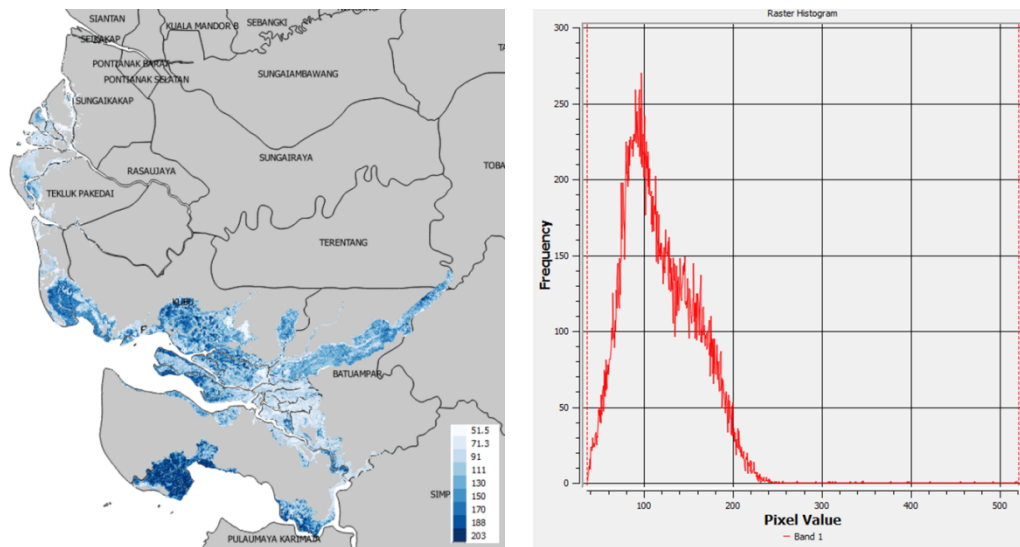 SIANTAN
SEIKAKAP
KUALA MANDOR B
SEBANGKI
PONTIANAK BARAT
PONTIANAK SELATAN
SUNGAIAMBAWANG
SUNGAIKAKAP
SUNGAIRAYA
RASAUJAYA
TEKLUK PAKEDAI
TERENTANG
KUBU
BATUAMPAR
PULAUMAYA KARIMATA
51.5
71.3
91
111
130
150
170
188
203
Raster Histogram
Frequency
300
250
200
150
100
50
0
100
200
300
400
500
Pixel Value
Band 1